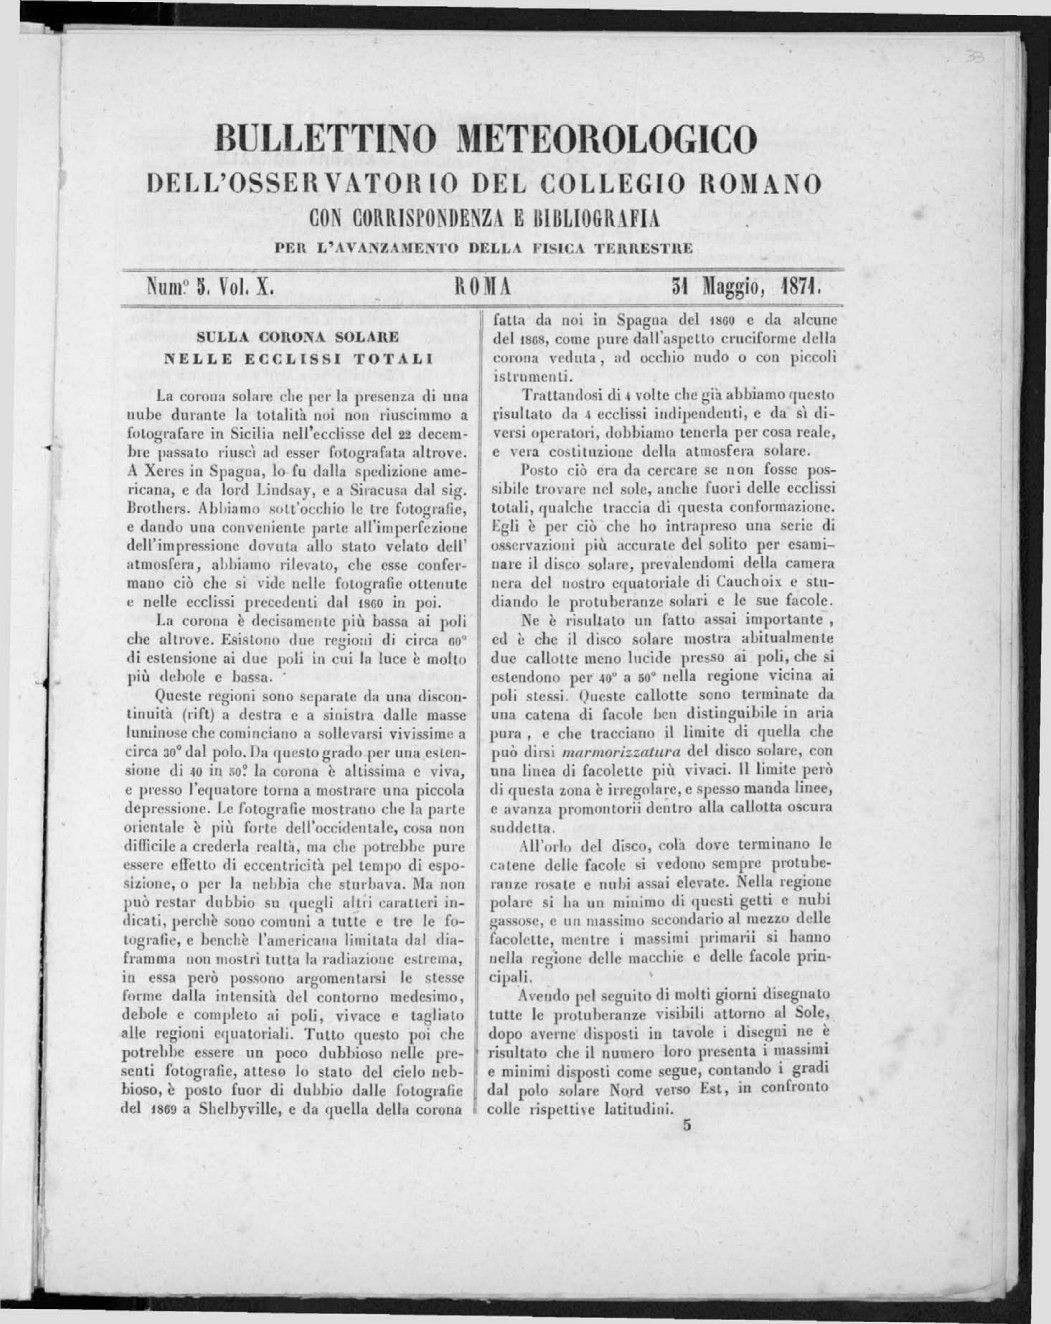 33
BULLETTINO METEOROLOGICO
DELL'OSSERVATORIO DEL COLLEGIO ROMANO
CON CORRISPONDENZA E BIBLIOGRAFIA
PER L'AVANZAMENTO DELLA FISICA TERRESTRE
Num.º 5. Vol. X.
ROMA
31 Maggio, 1871.
SULLA CORONA SOLARE
NELLE ECCLISSI TOTALI
La corona solare che per la presenza di una
nube durante la totalità noi non riuscimmo a
fotografare in Sicilia nell'ecclisse del 22 decem-
bre passato riuscì ad esser fotografata altrove.
A Xeres in Spagna, lo fu dalla spedizione ame-
ricana, e da lord Lindsay, e a Siracusa dal sig.
Brothers. Abbiamo sott'occhio le tre fotografie,
e dando una conveniente parte all'imperfezione
dell'impressione dovuta allo stato velato dell'
atmosfera, abbiamo rilevato, che esse confer-
mano ciò che si vide nelle fotografie ottenute
e nelle ecclissi precedenti dal 1860 in poi.
La corona è decisamente più bassa ai poli
che altrove. Esistono due regioni di circa 60°
di estensione ai due poli in cui la luce è molto
più debole e bassa.
Queste regioni sono separate da una discon-
tinuità (rift) a destra e a sinistra dalle masse
luminose che cominciano a sollevarsi vivissime a
circa 30° dal polo. Da questo grado per una esten-
sione di 40 in 50.° la corona è altissima e viva,
e presso l'equatore torna a mostrare una piccola
depressione. Le fotografie mostrano che la parte
orientale è più forte dell'occidentale, cosa non
difficile a crederla realtà, ma che potrebbe pure
essere effetto di eccentricità pel tempo di espo-
sizione, o per la nebbia che sturbava. Ma non
può restar dubbio su quegli altri caratteri in-
dicati, perchè sono comuni a tutte e tre le fo-
tografie, e benchè l'americana limitata dal dia-
framma non mostri tutta la radiazione estrema,
in essa però possono argomentarsi le stesse
forme dalla intensità del contorno medesimo,
debole e completo ai poli, vivace e tagliato
alle regioni equatoriali. Tutto questo poi che
potrebbe essere un poco dubbioso nelle pre-
senti fotografie, atteso lo stato del cielo neb-
bioso, è posto fuor di dubbio dalle fotografie
del 1869 a Shelbyville, e da quella della corona
fatta da noi in Spagna del 1860 e da alcune
del 1868, come pure dall'aspetto cruciforme della
corona veduta, ad occhio nudo o con piccoli
istrumenti.
Trattandosi di 4 volte che già abbiamo questo
risultato da 4 ecclissi indipendenti, e da sì di-
versi operatori, dobbiamo tenerla per cosa reale,
e vera costituzione della atmosfera solare.
Posto ciò era da cercare se non fosse pos-
sibile trovare nel sole, anche fuori delle ecclissi
totali, qualche traccia di questa conformazione.
Egli è per ciò che ho intrapreso una serie di
osservazioni più accurate del solito per esami-
nare il disco solare, prevalendomi della camera
nera del nostro equatoriale di Cauchoix e stu-
diando le protuberanze solari e le sue facole.
Ne è risultato un fatto assai importante ,
ed è che il disco solare mostra abitualmente
due callotte meno lucide presso ai poli, che si
estendono per 40° a 50° nella regione vicina ai
poli stessi. Queste callotte sono terminate da
una catena di facole ben distinguibile in aria
pura , e che tracciano il limite di quella che
può dirsi marmorizzatura del disco solare, con
una linea di facolette più vivaci. Il limite però
di questa zona è irregolare, e spesso manda linee,
e avanza promontorii dentro alla callotta oscura
suddetta.
All'orlo del disco, colà dove terminano le
catene delle facole si vedono sempre protube-
ranze rosate e nubi assai elevate. Nella regione
polare si ha un minimo di questi getti e nubi
gassose, e un massimo secondario al mezzo delle
facolette, mentre i massimi primarii si hanno
nella regione delle macchie e delle facole prin-
cipali.
Avendo pel seguito di molti giorni disegnato
tutte le protuberanze visibili attorno al Sole,
dopo averne disposti in tavole i disegni ne è
risultato che il numero loro presenta i massimi
e minimi disposti come segue, contando i gradi
dal polo solare Nord verso Est, in confronto
colle rispettive latitudini.
5